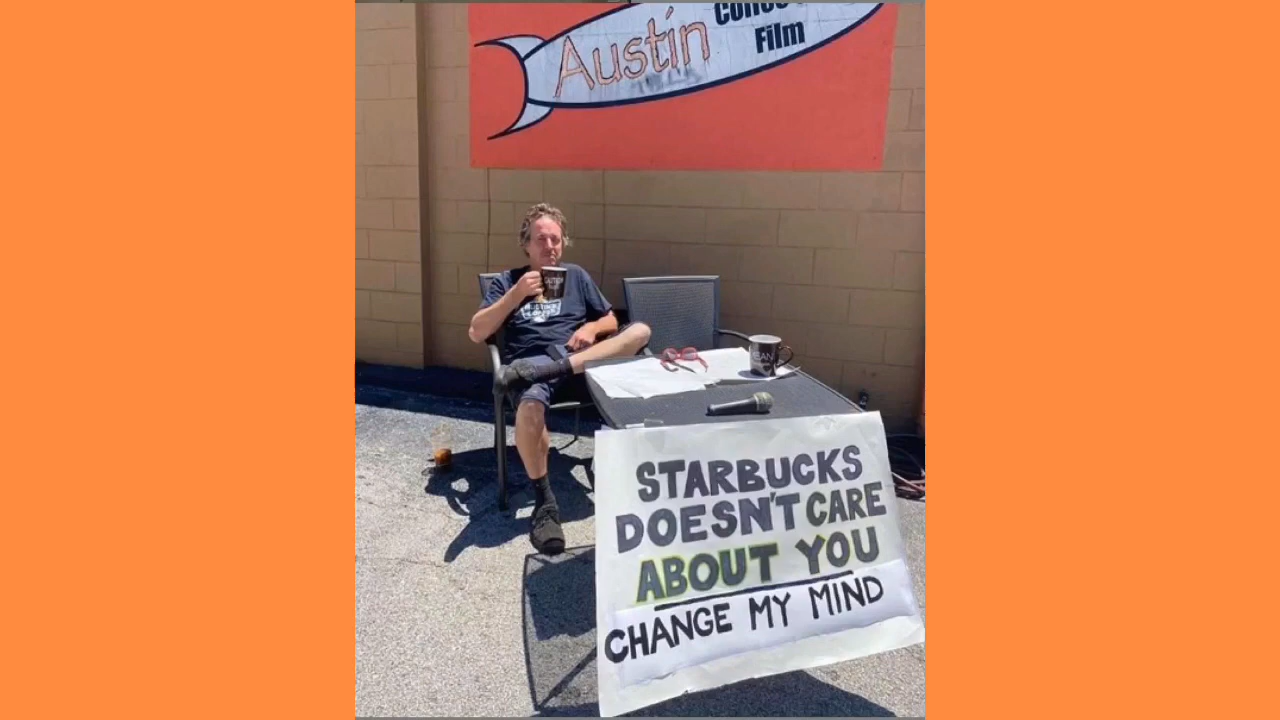 Austin
Film
STARBUCKS
DOESN'T CARE
ABOUT YOU
CHANGE MY MIND